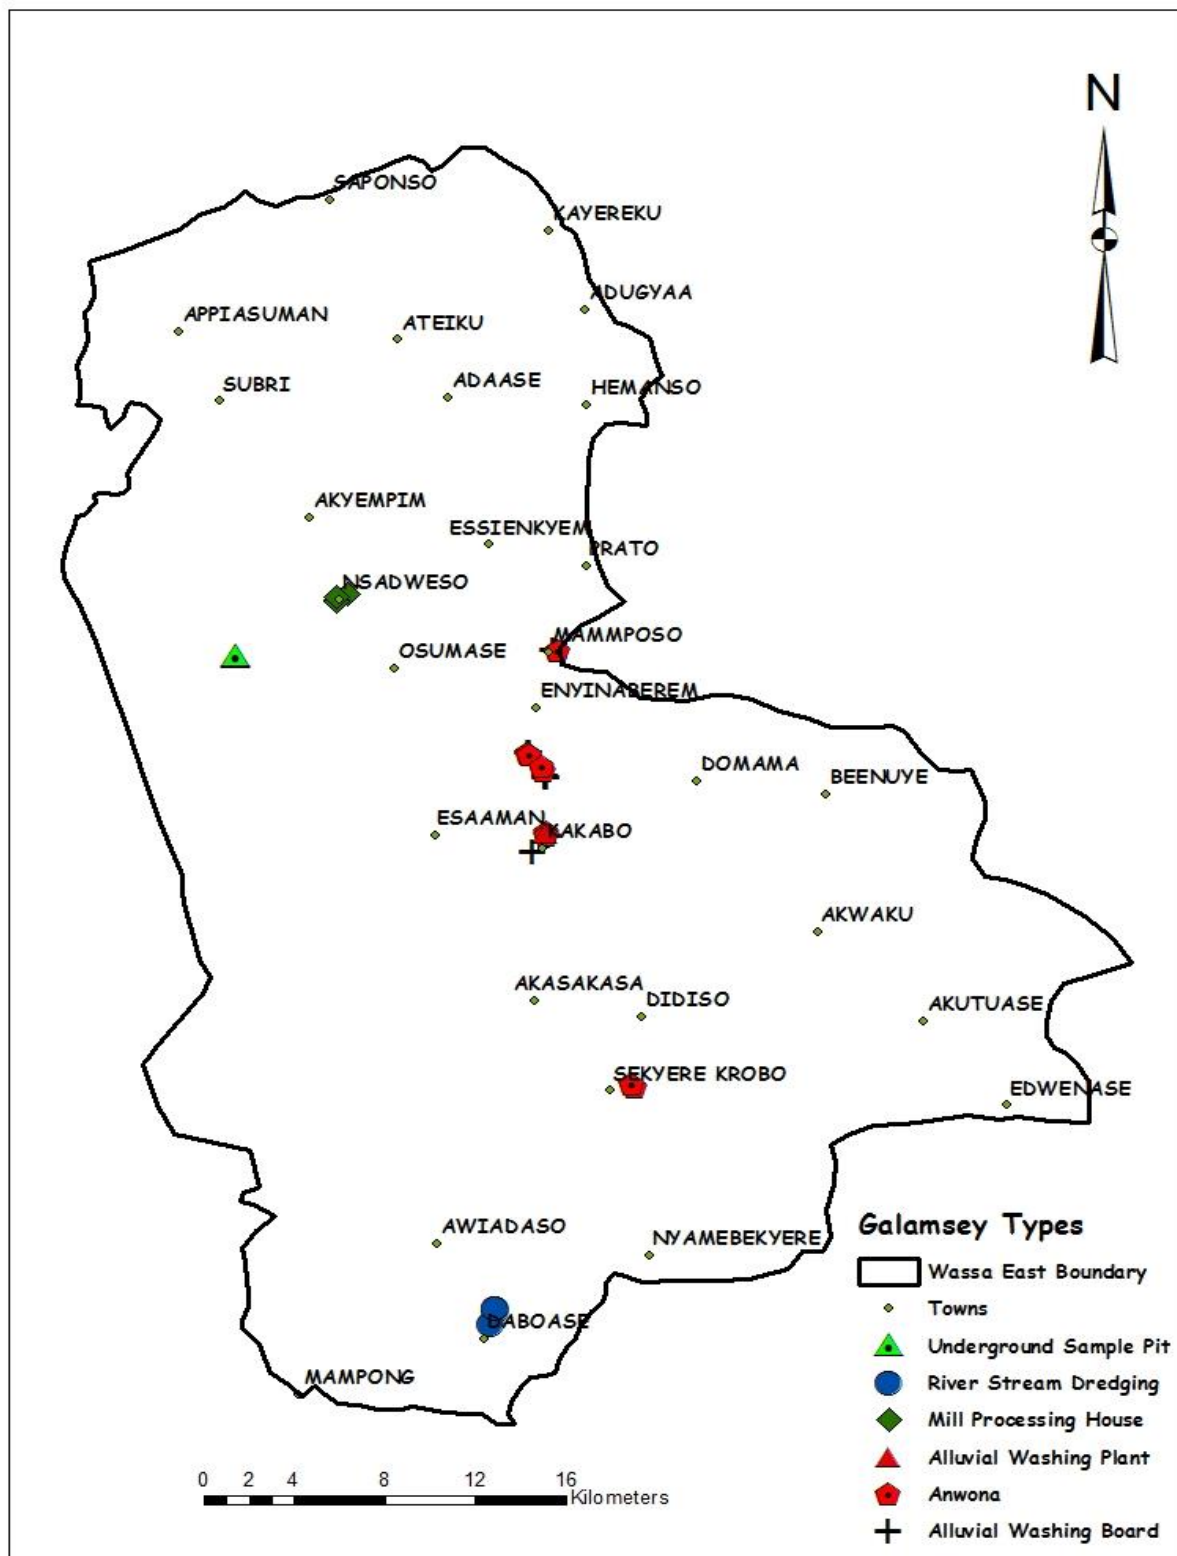 N
SAPONSO
KAYEREKU
ADUGYAA
APPIASUMAN
ATEIKU
SUBRI
ADAASE
HEMANSO
AKYEMPIM
ESSIENKYEM
PRATO
NSADWESO
MAMMPOSO
OSUMASE
ENYINABEREM
DOMAMA
BEENUYE
ESAAMAN
KAKABO
AKWAKU
AKASAKASA
DIDISO
AKUTUASE
SEKYERE KROBO
EDWENASE
AWIADASO
NYAMEBEKYERE
DABOASE
MAMPONG
Galamsey Types
Wassa East Boundary
Towns
Underground Sample Pit
River Stream Dredging
Mill Processing House
Alluvial Washing Plant
Anwona
Alluvial Washing Board
0 2 4 8 12 16
Kilometers